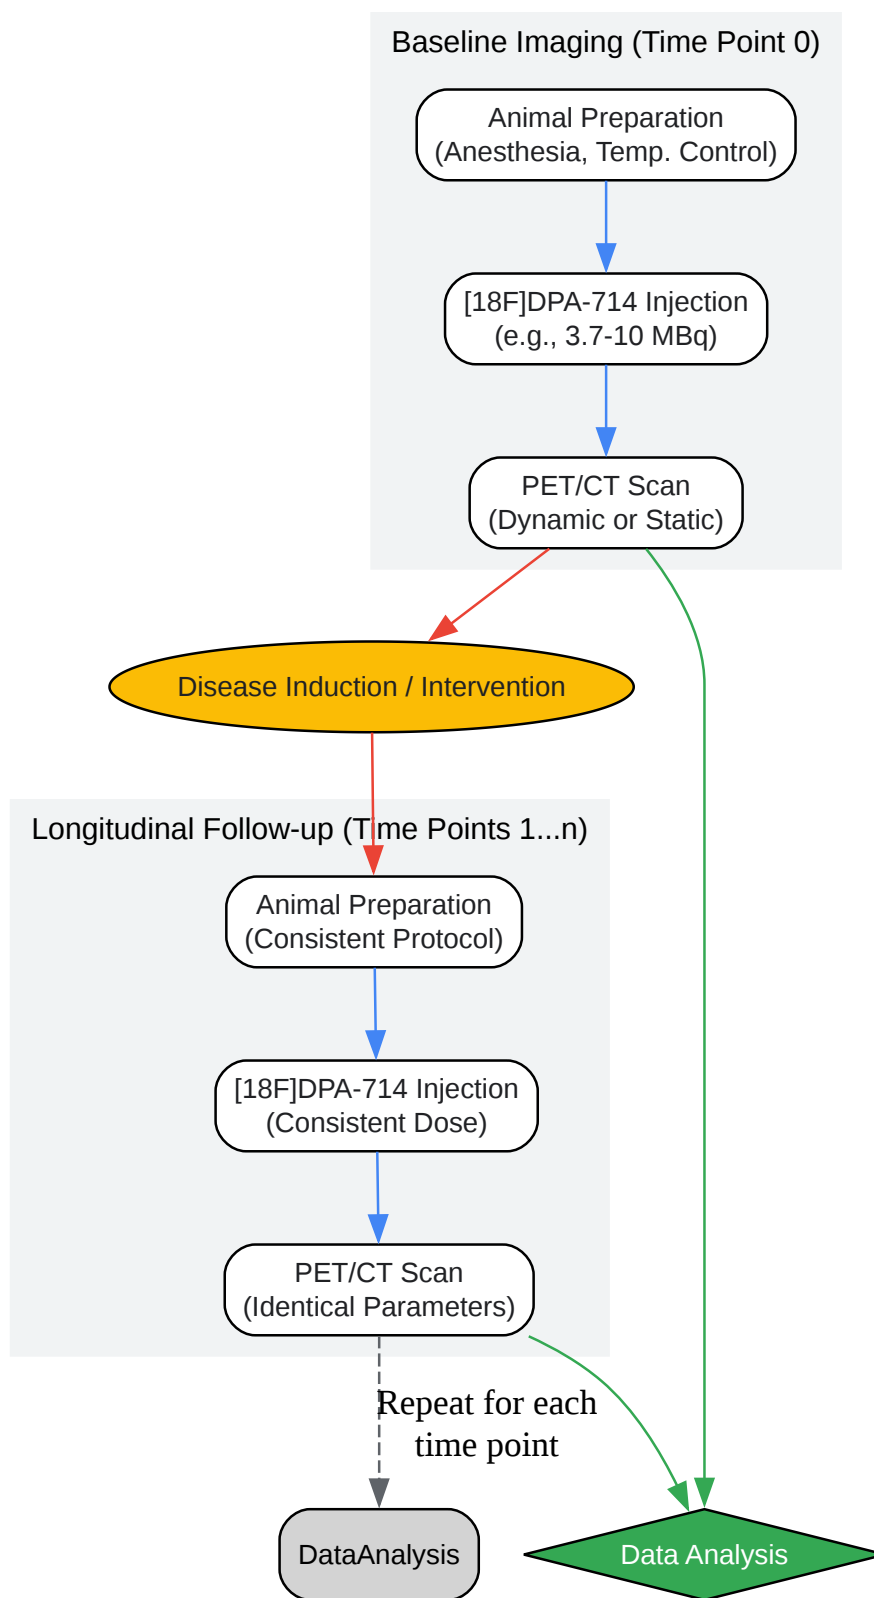 Baseline Imaging (Time Point 0)
Animal Preparation
(Anesthesia, Temp. Control)
[18F]DPA-714 Injection
(e.g., 3.7-10 MBq)
PET/CT Scan
(Dynamic or Static)
Disease Induction / Intervention
Longitudinal Follow-up (Time Points 1...n)
Animal Preparation
(Consistent Protocol)
[18F]DPA-714 Injection
(Consistent Dose)
PET/CT Scan
(Identical Parameters)
Repeat for each
time point
DataAnalysis
Data Analysis